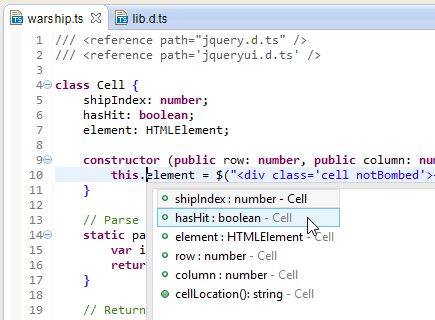 warship.ts lib.d.ts
1 /// <reference path="jquery.d.ts" />
2 /// <reference path='jqueryui.d.ts' />
3
4 class Cell {
5 shipIndex: number;
6 hasHit: boolean;
7 element: HTMLElement;
8
9 constructor (public row: number, public column: num
10 this.element = $("<div class='cell notBombed'>
11 }
12
13 // Parse
14 static pa
15 var i
16 retur
17 }
18
19 // Return
shipIndex : number - Cell
hasHit : boolean - Cell
element : HTMLElement - Cell
row : number - Cell
column : number - Cell
cellLocation(): string - Cell